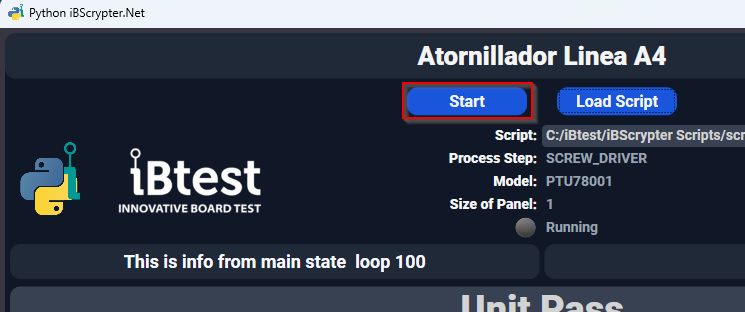 Python iBScrypter.Net
Atornillador Linea A4
Start
Load Script
Script: C:/iBtest/iBScrypter Scripts/scr
Process Step: SCREW_DRIVER
Model: PTU78001
Size of Panel: 1
Running
iBtest
INNOVATIVE BOARD TEST
This is info from main state loop 100
Unit Pass